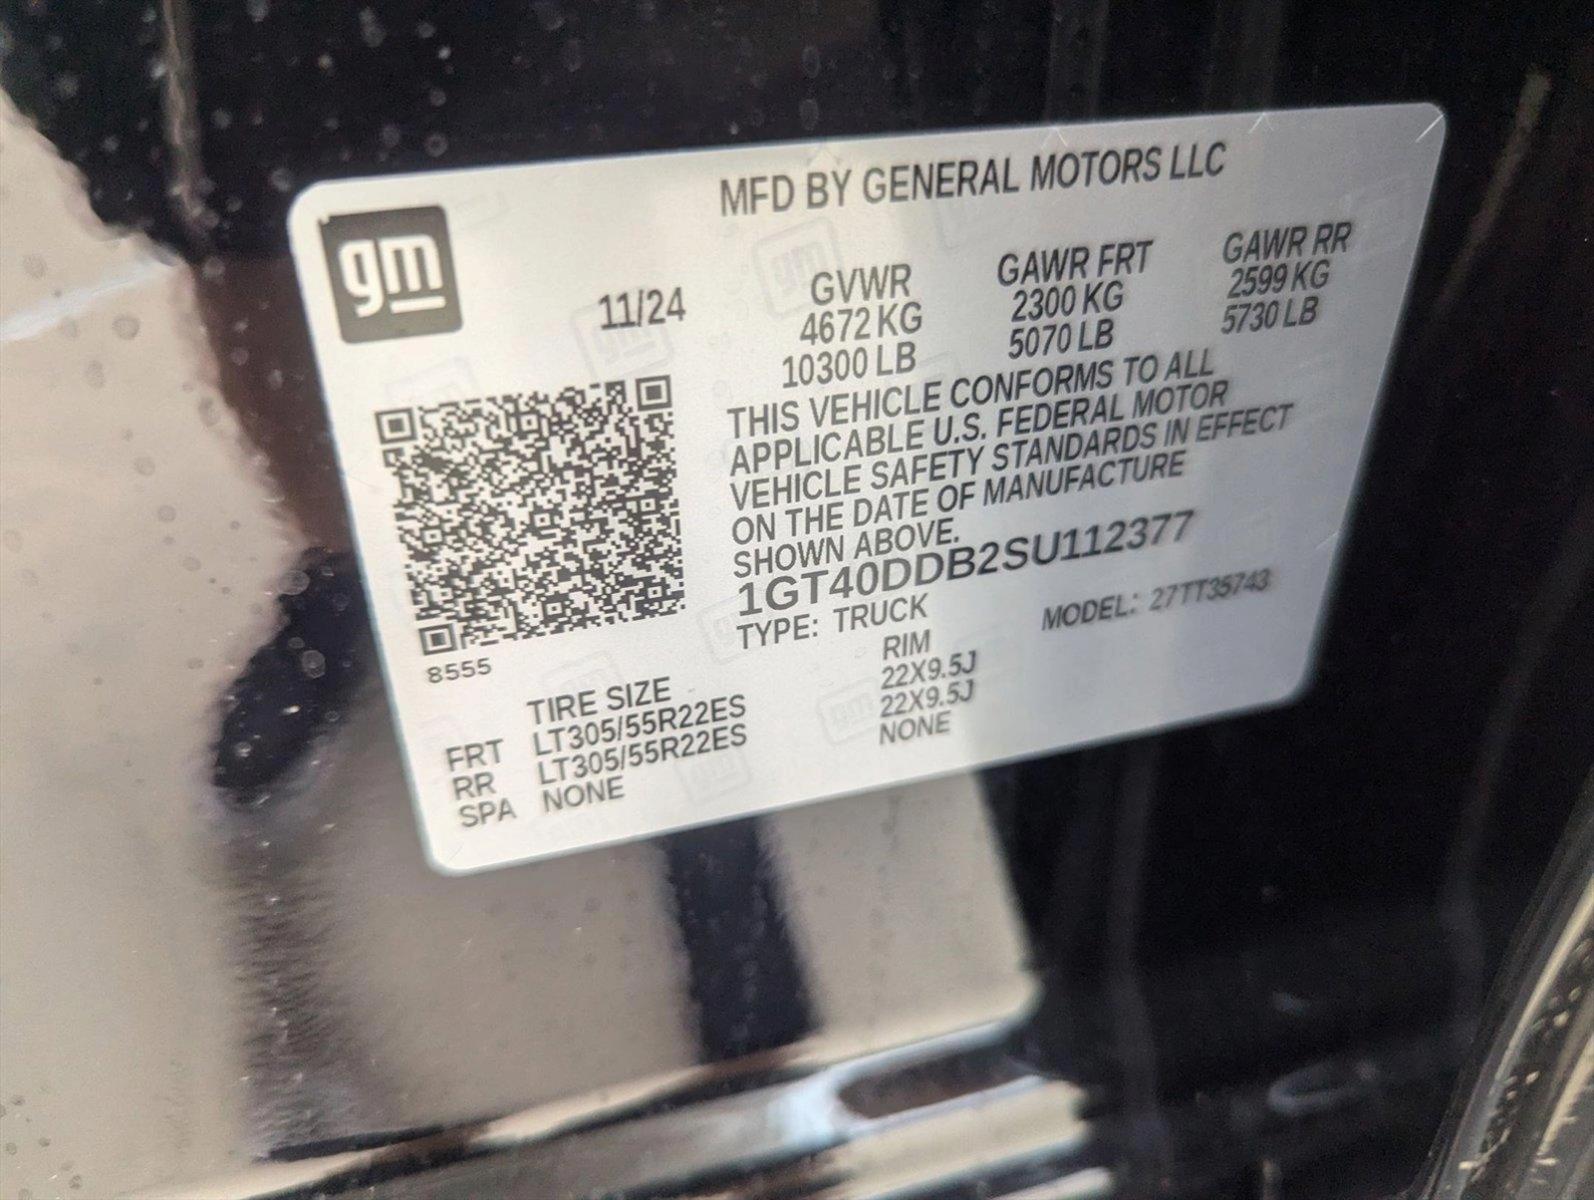 MFD BY GENERAL MOTORS LLC
gm
11/24
GVWR
4672 KG
10300 LB
GAWR FRT
2300 KG
5070 LB
GAWR RR
2599 KG
5730 LB
THIS VEHICLE CONFORMS TO ALL
APPLICABLE U.S. FEDERAL MOTOR
VEHICLE SAFETY STANDARDS IN EFFECT
ON THE DATE OF MANUFACTURE
SHOWN ABOVE.
1GT40DDB2SU112377
TYPE: TRUCK
MODEL: 27TT35743
8555
TIRE SIZE RIM
FRT LT305/55R22ES 22X9.5J
RR LT305/55R22ES 22X9.5J
SPA NONE NONE